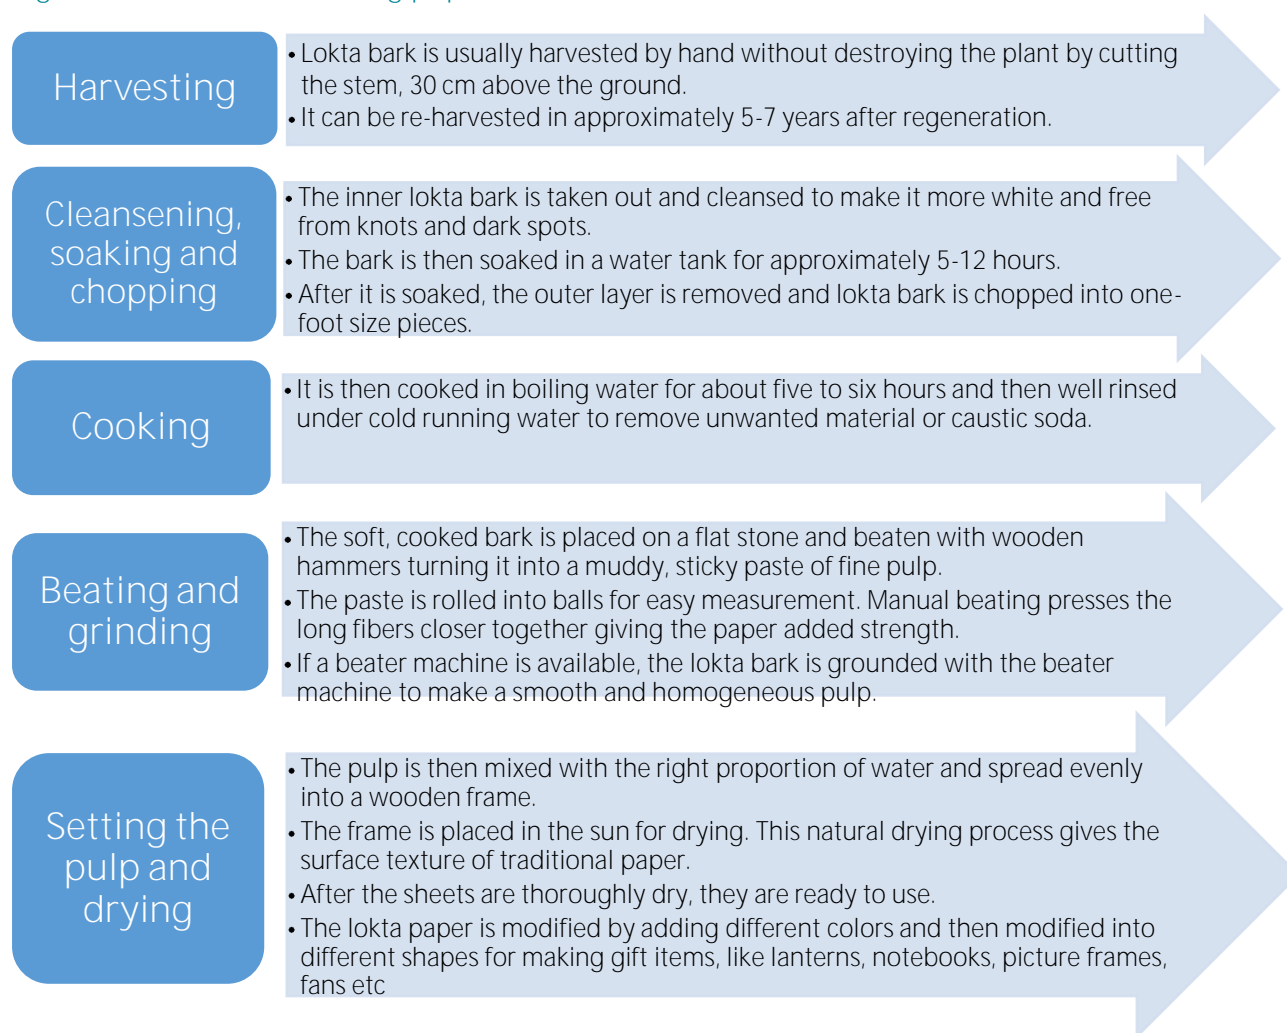 Harvesting
• Lokta bark is usually harvested by hand without destroying the plant by cutting
the stem, 30 cm above the ground.
• It can be re-harvested in approximately 5-7 years after regeneration.
Cleansening,
soaking and
chopping
• The inner lokta bark is taken out and cleansed to make it more white and free
from knots and dark spots.
• The bark is then soaked in a water tank for approximately 5-12 hours.
• After it is soaked, the outer layer is removed and lokta bark is chopped into one-
foot size pieces.
Cooking
• It is then cooked in boiling water for about five to six hours and then well rinsed
under cold running water to remove unwanted material or caustic soda.
Beating and
grinding
• The soft, cooked bark is placed on a flat stone and beaten with wooden
hammers turning it into a muddy, sticky paste of fine pulp.
• The paste is rolled into balls for easy measurement. Manual beating presses the
long fibers closer together giving the paper added strength.
• If a beater machine is available, the lokta bark is grounded with the beater
machine to make a smooth and homogeneous pulp.
Setting the
pulp and
drying
• The pulp is then mixed with the right proportion of water and spread evenly
into a wooden frame.
• The frame is placed in the sun for drying. This natural drying process gives the
surface texture of traditional paper.
• After the sheets are thoroughly dry, they are ready to use.
• The lokta paper is modified by adding different colors and then modified into
different shapes for making gift items, like lanterns, notebooks, picture frames,
fans etc